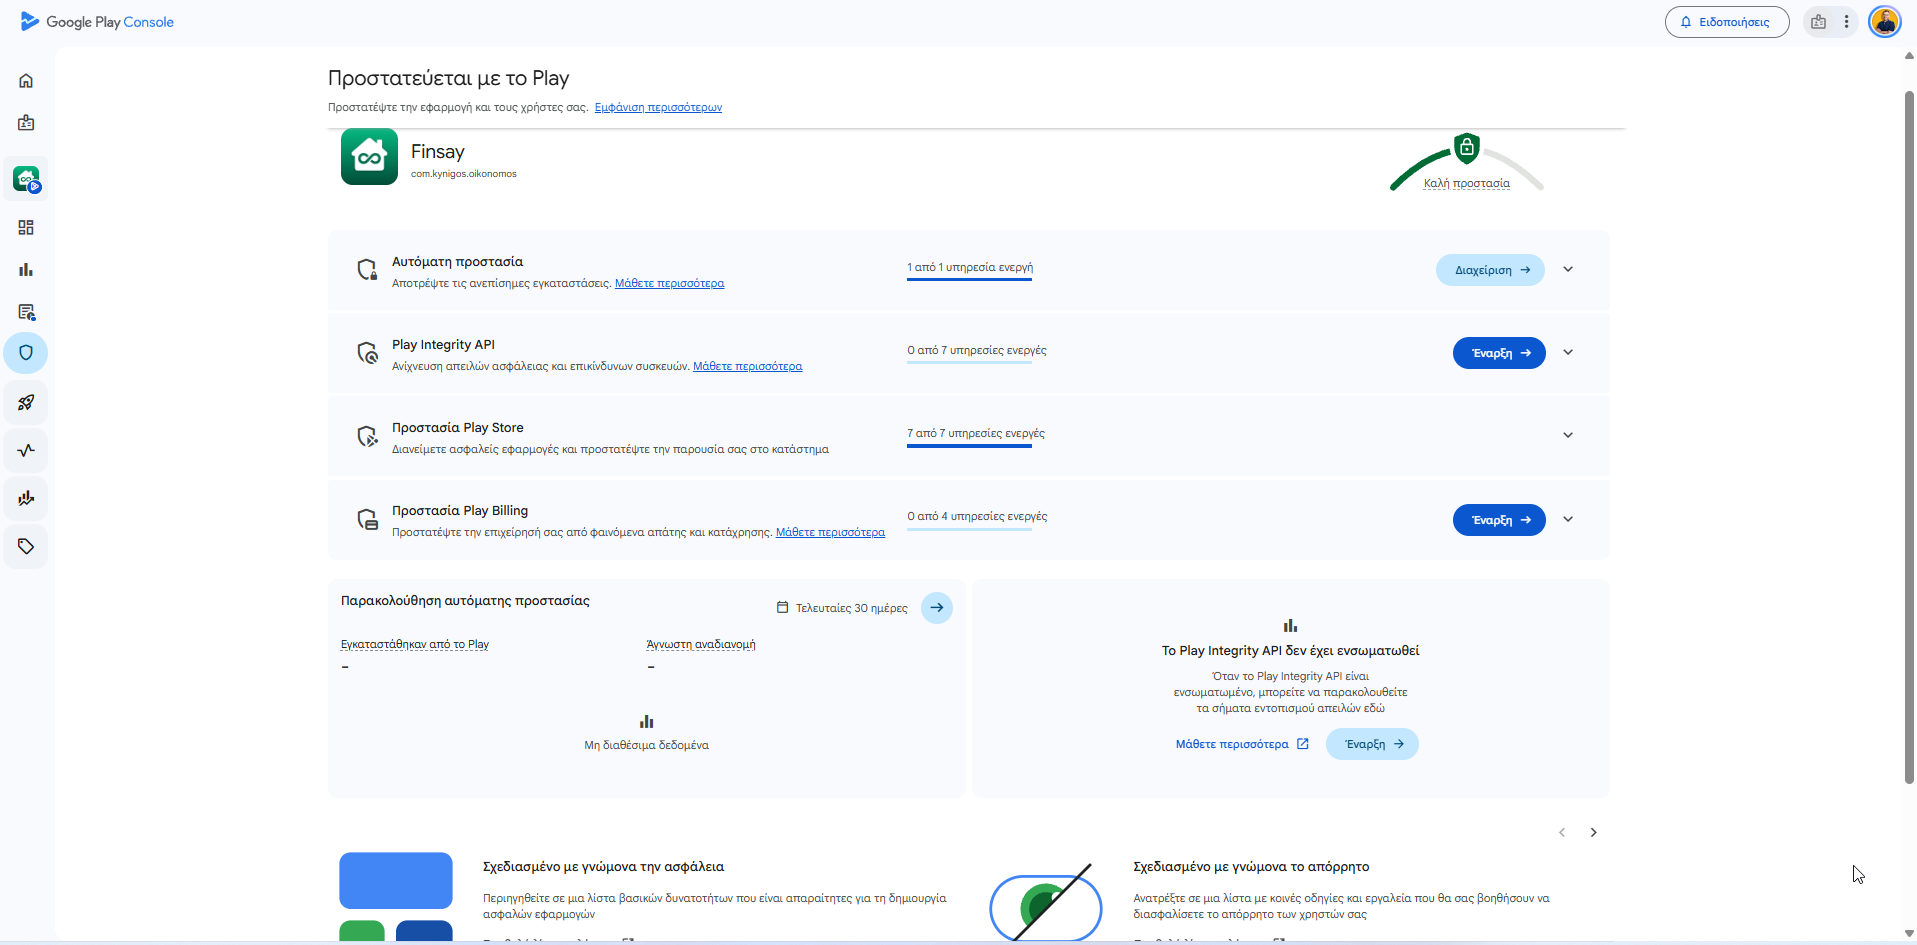 Google Play Console
Ειδοποιήσεις
Προστατεύεται με το Play
Προστατέψτε την εφαρμογή και τους χρήστες σας. Εμφάνιση περισσότερων
Finsay
com.kynigos.oikonomos
Καλή προστασία
Αυτόματη προστασία
Αποτρέψτε τις ανεπίσημες εγκαταστάσεις. Μάθετε περισσότερα
1 από 1 υπηρεσία ενεργή
Διαχείριση
Play Integrity API
Ανίχνευση απειλών ασφάλειας και επικίνδυνων συσκευών. Μάθετε περισσότερα
0 από 7 υπηρεσίες ενεργές
Έναρξη
Προστασία Play Store
Διανείμετε ασφαλείς εφαρμογές και προστατέψτε την παρουσία σας στο κατάστημα
7 από 7 υπηρεσίες ενεργές
Προστασία Play Billing
Προστατέψτε την επιχείρησή σας από φαινόμενα απάτης και κατάχρησης. Μάθετε περισσότερα
0 από 4 υπηρεσίες ενεργές
Έναρξη
Παρακολούθηση αυτόματης προστασίας
Τελευταίες 30 ημέρες
Εγκαταστάθηκαν από το Play
–
Άγνωστη αναδιανομή
–
Μη διαθέσιμα δεδομένα
Το Play Integrity API δεν έχει ενσωματωθεί
Όταν το Play Integrity API είναι
ενσωματωμένο, μπορείτε να παρακολουθείτε
τα σήματα εντοπισμού απειλών εδώ
Μάθετε περισσότερα
Έναρξη
Σχεδιασμένο με γνώμονα την ασφάλεια
Περιηγηθείτε σε μια λίστα βασικών δυνατοτήτων που είναι απαραίτητες για τη δημιουργία
ασφαλών εφαρμογών
Σχεδιασμένο με γνώμονα το απόρρητο
Ανατρέξτε σε μια λίστα με κοινές οδηγίες και εργαλεία που θα σας βοηθήσουν να
διασφαλίσετε το απόρρητο των χρηστών σας